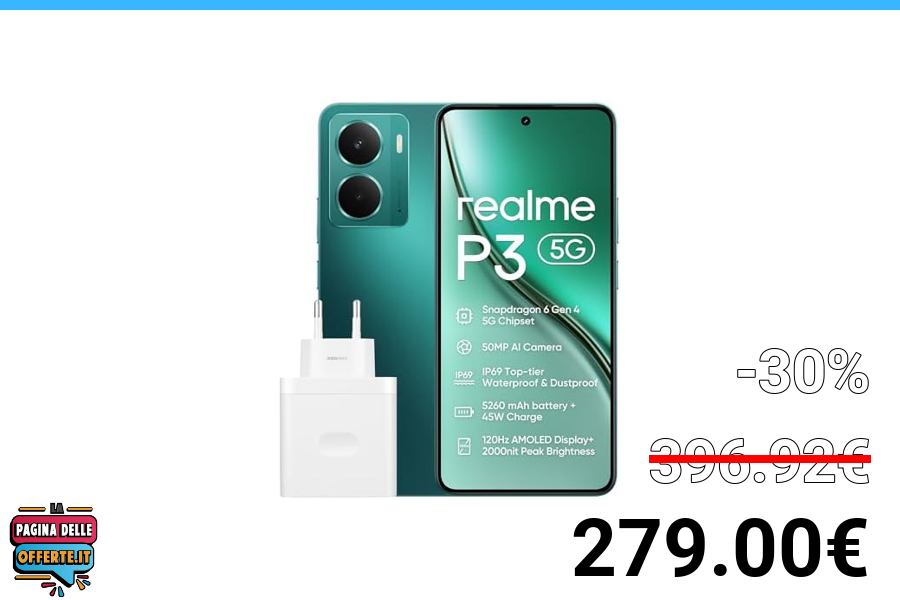 realme
P3 5G
Snapdragon 6 Gen 4
5G Chipset
50MP AI Camera
IP69
IP69 Top-tier
Waterproof & Dustproof
5260 mAh battery +
45W Charge
120Hz AMOLED Display+
2000nit Peak Brightness
-30%
396.92€
279.00€
LA
PAGINA DELLE
OFFERTE.IT